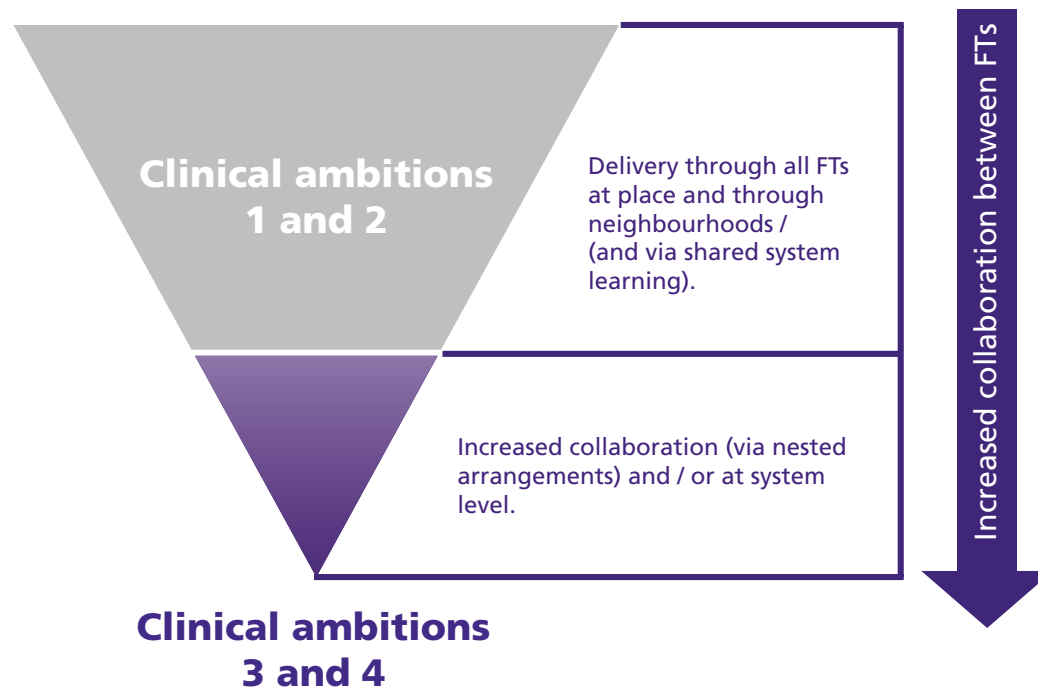 Clinical ambitions
1 and 2
Delivery through all FTs
at place and through
neighbourhoods /
(and via shared system
learning).
Increased collaboration (via nested
arrangements) and / or at system
level.
Clinical ambitions
3 and 4
Increased collaboration between FTs